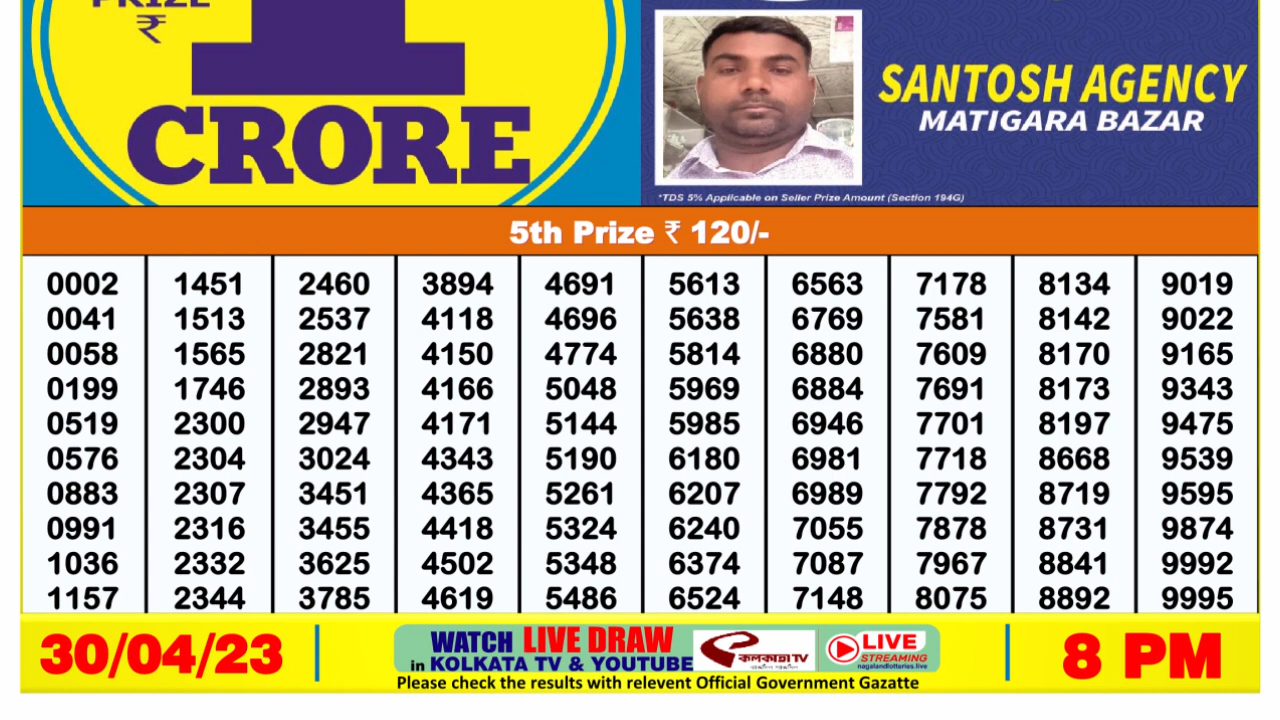 PRIZE
₹
1
CRORE
SANTOSH AGENCY
MATIGARA BAZAR
*TDS 5% Applicable on Seller Prize Amount (Section 194G)
5th Prize ₹ 120/-
0002 1451 2460 3894 4691 5613 6563 7178 8134 9019
0041 1513 2537 4118 4696 5638 6769 7581 8142 9022
0058 1565 2821 4150 4774 5814 6880 7609 8170 9165
0199 1746 2893 4166 5048 5969 6884 7691 8173 9343
0519 2300 2947 4171 5144 5985 6946 7701 8197 9475
0576 2304 3024 4343 5190 6180 6981 7718 8668 9539
0883 2307 3451 4365 5261 6207 6989 7792 8719 9595
0991 2316 3455 4418 5324 6240 7055 7878 8731 9874
1036 2332 3625 4502 5348 6374 7087 7967 8841 9992
1157 2344 3785 4619 5486 6524 7148 8075 8892 9995
30/04/23
WATCH LIVE DRAW
in KOLKATA TV & YOUTUBE
কলকাতা TV
LIVE
STREAMING
nagalandlotteries.live
8 PM
Please check the results with relevent Official Government Gazatte